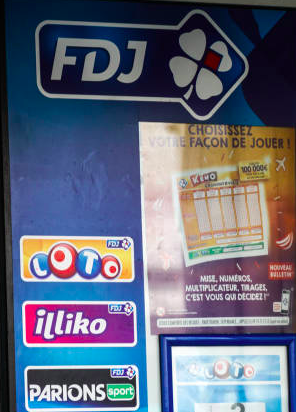 FDJ
CHOISISSEZ
VOTRE FAÇON DE JOUER !
KENO
100.000€
NOUVEAU
BULLETIN
MISE, NUMÉROS,
MULTIPLICATEUR, TIRAGES,
C'EST VOUS QUI DÉCIDEZ !
FDJ
LOTO
FDJ
illiko
FDJ
PARIONS sport
LOTO